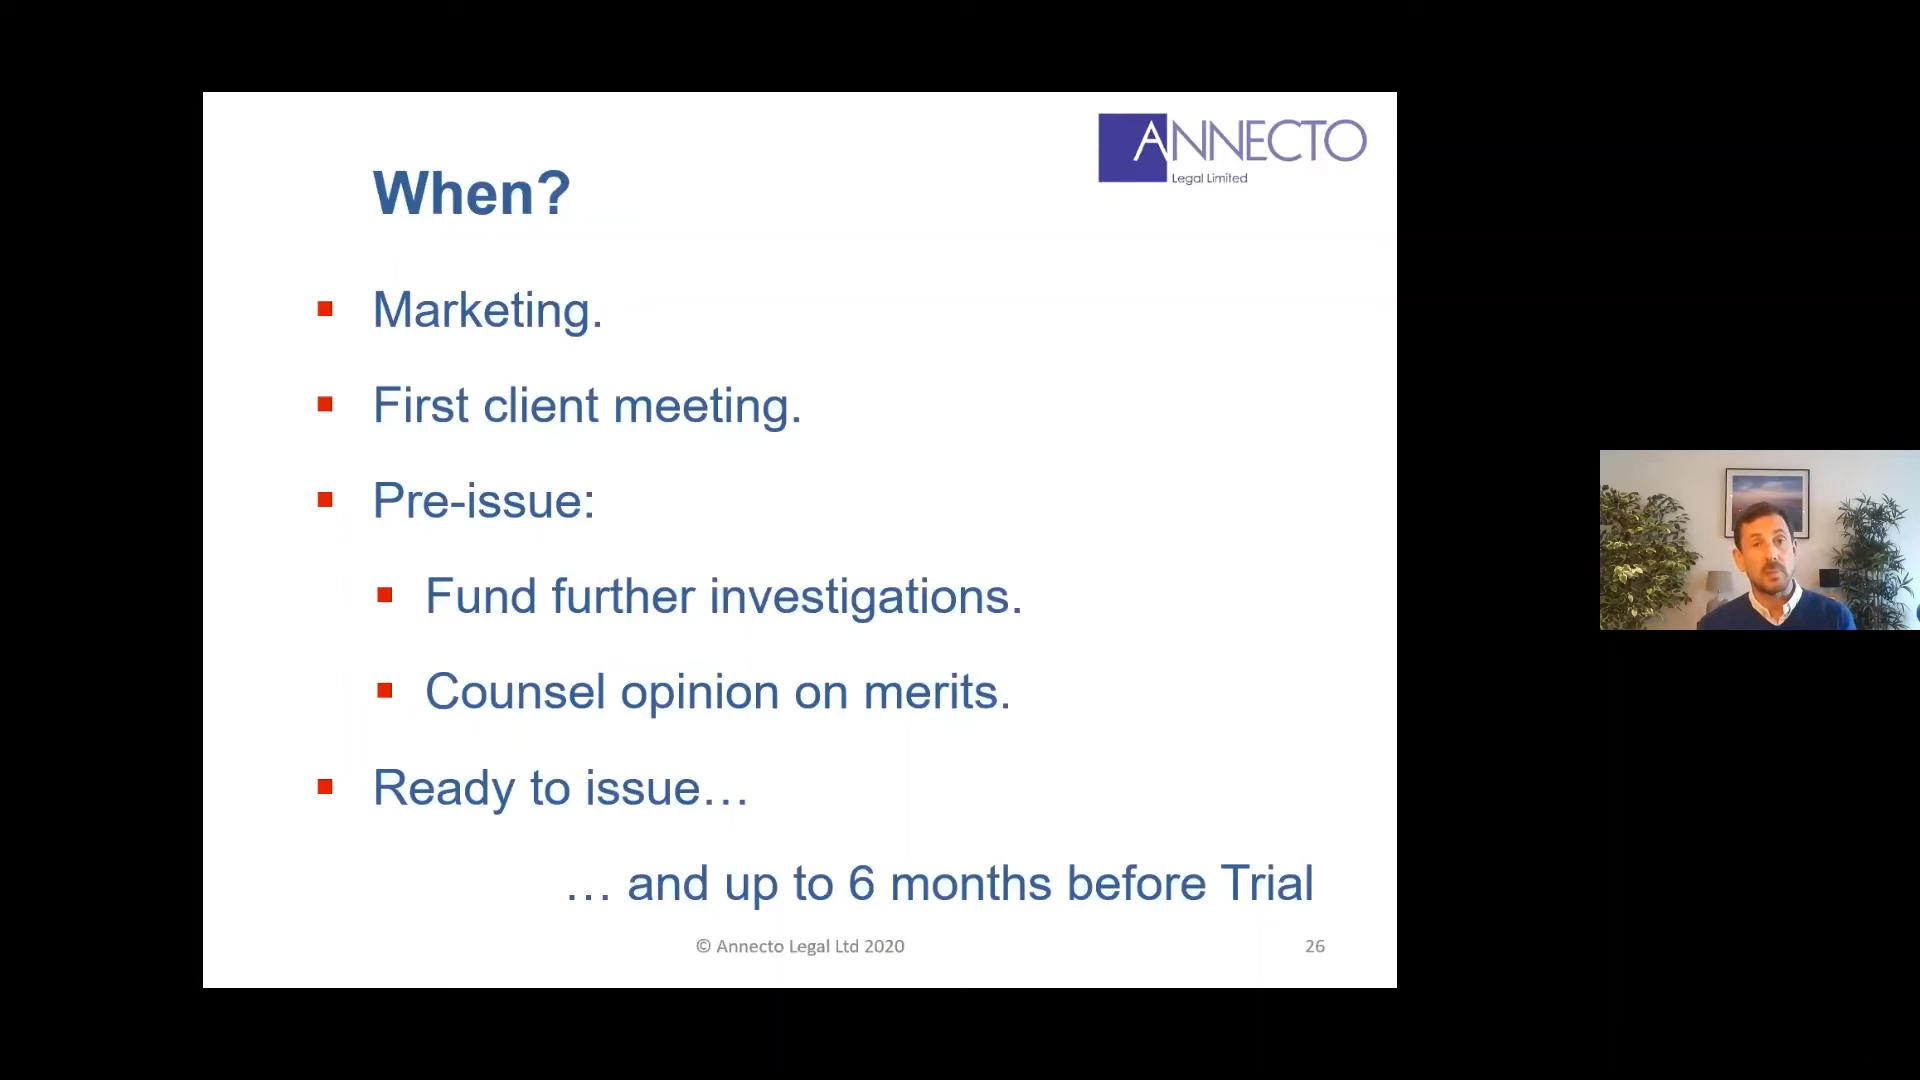 ANNECTO
Legal Limited
When?
Marketing.
First client meeting.
Pre-issue:
Fund further investigations.
Counsel opinion on merits.
Ready to issue…
… and up to 6 months before Trial
© Annecto Legal Ltd 2020
26